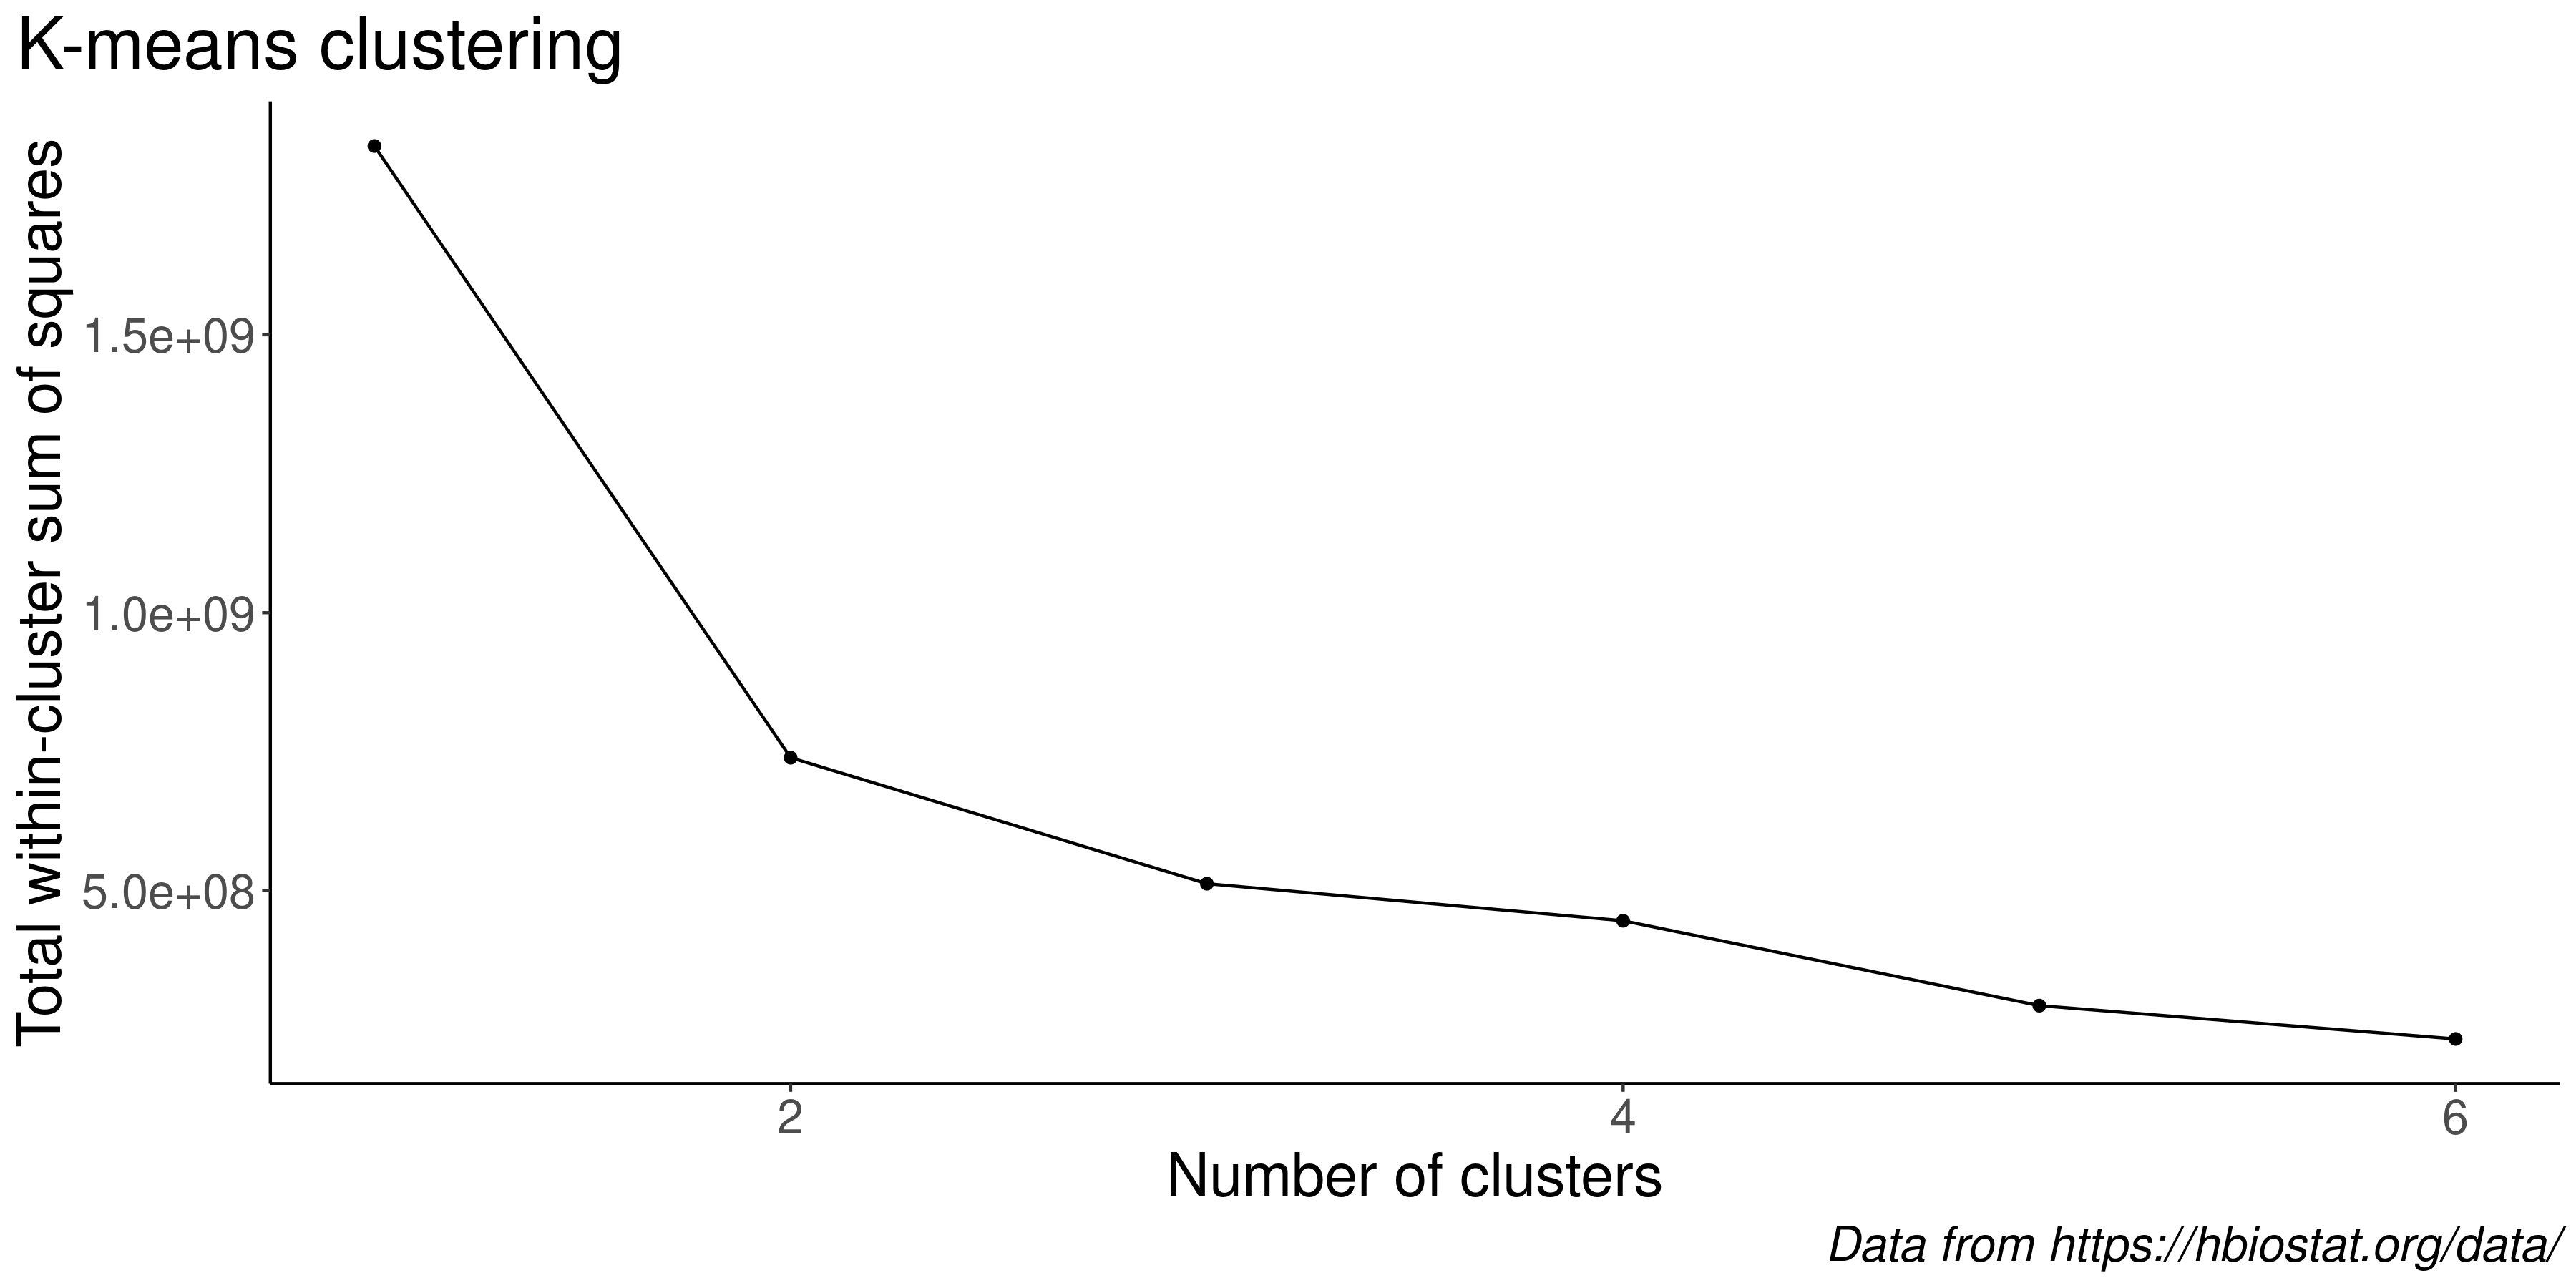 K-means clustering
Total within-cluster sum of squares
1.5e+09
1.0e+09
5.0e+08
2 4 6
Number of clusters
Data from https://hbiostat.org/data/